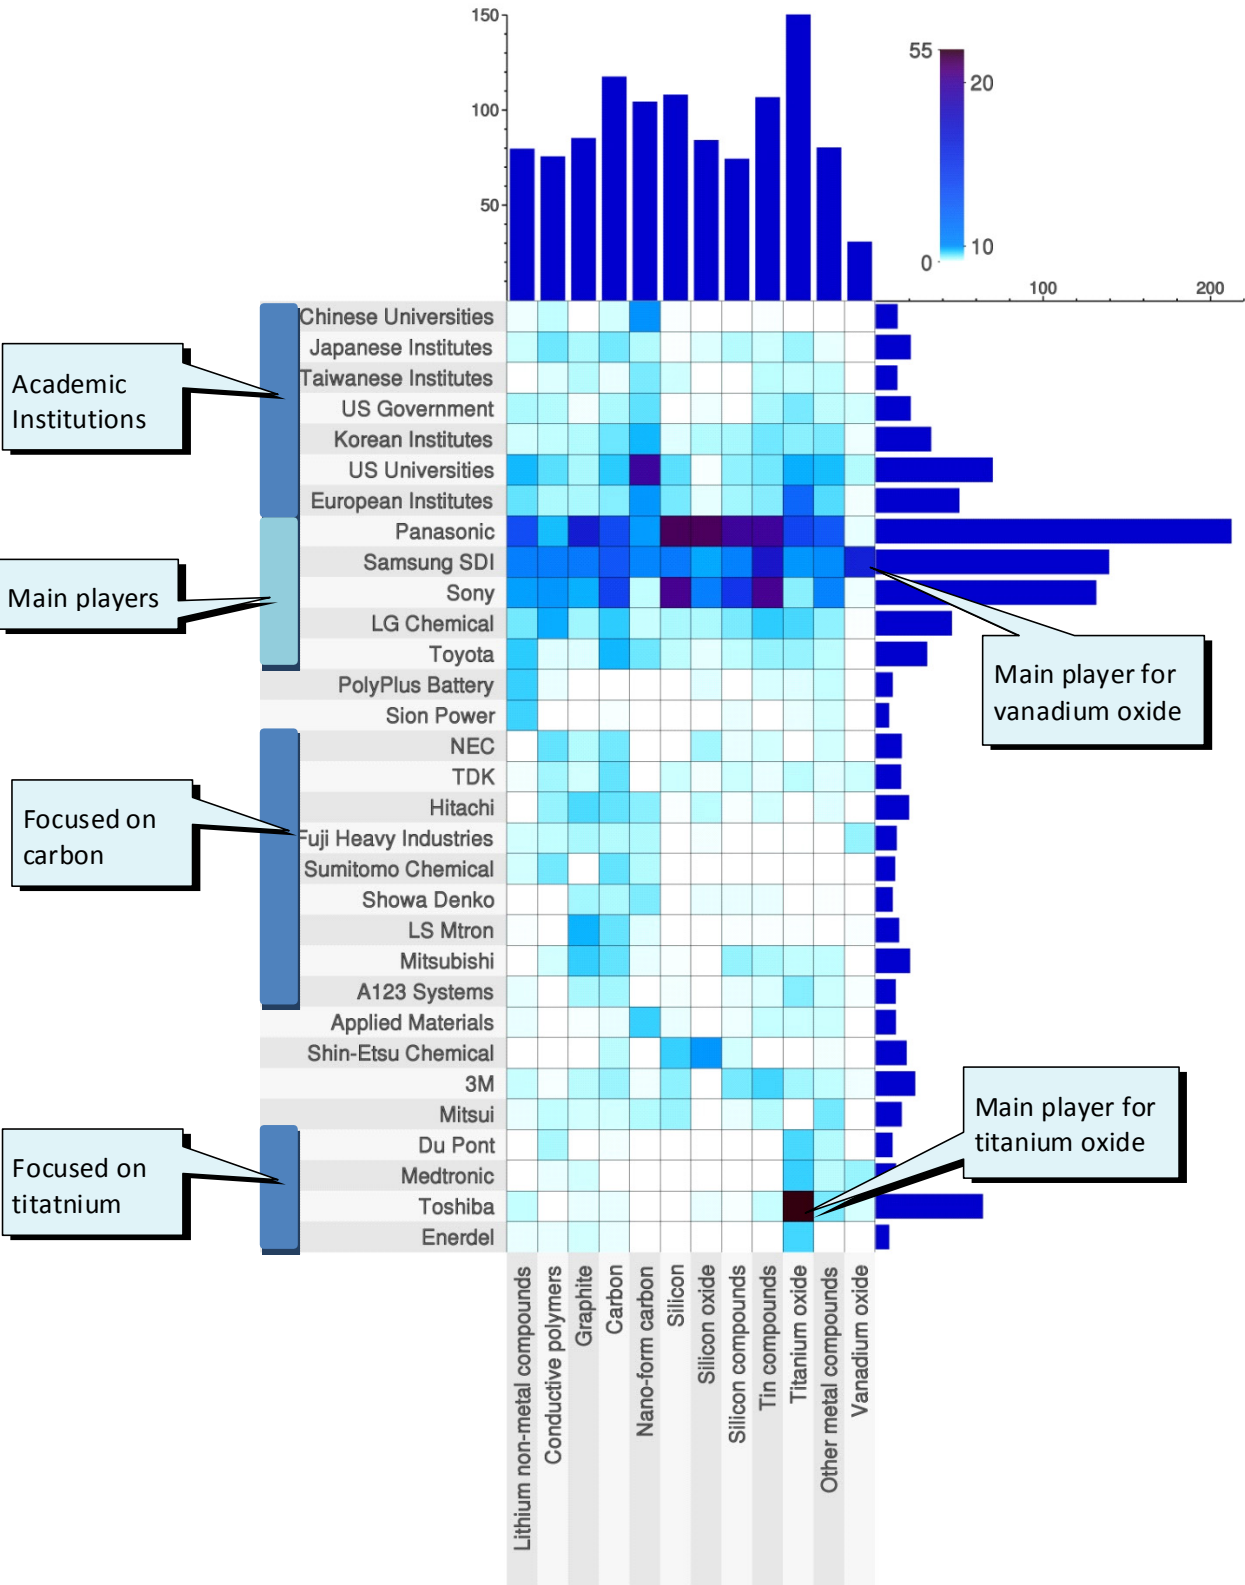 150
100
50
55
20
10
0
100
200
Chinese Universities
Japanese Institutes
Taiwanese Institutes
US Government
Korean Institutes
US Universities
European Institutes
Panasonic
Samsung SDI
Sony
LG Chemical
Toyota
PolyPlus Battery
Sion Power
NEC
TDK
Hitachi
Fuji Heavy Industries
Sumitomo Chemical
Showa Denko
LS Mtron
Mitsubishi
A123 Systems
Applied Materials
Shin-Etsu Chemical
3M
Mitsui
Du Pont
Medtronic
Toshiba
Enerdel
Academic
Institutions
Main players
Focused on
carbon
Focused on
titatnium
Main player for
vanadium oxide
Main player for
titanium oxide
Lithium non-metal compounds
Conductive polymers
Graphite
Carbon
Nano-form carbon
Silicon
Silicon oxide
Silicon compounds
Tin compounds
Titanium oxide
Other metal compounds
Vanadium oxide